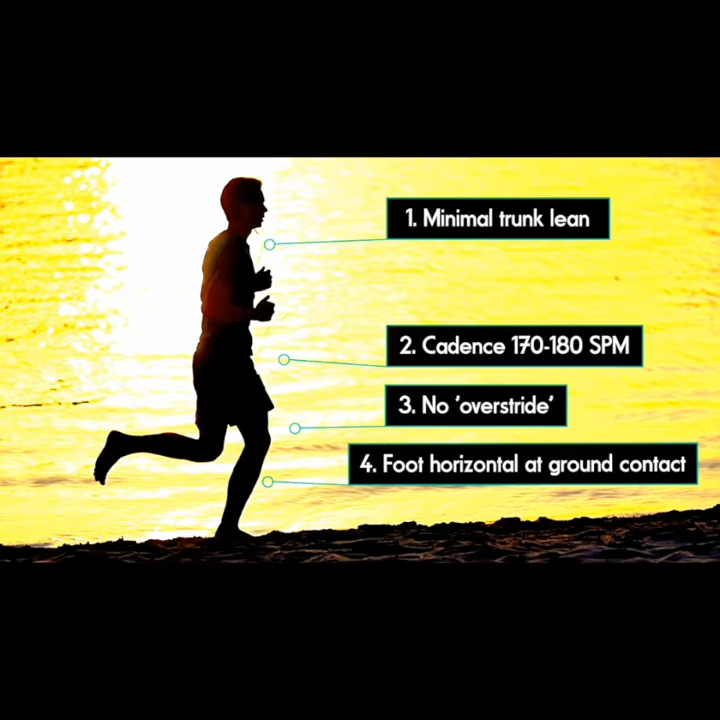 1. Minimal trunk lean
2. Cadence 170-180 SPM
3. No 'overstride'
4. Foot horizontal at ground contact